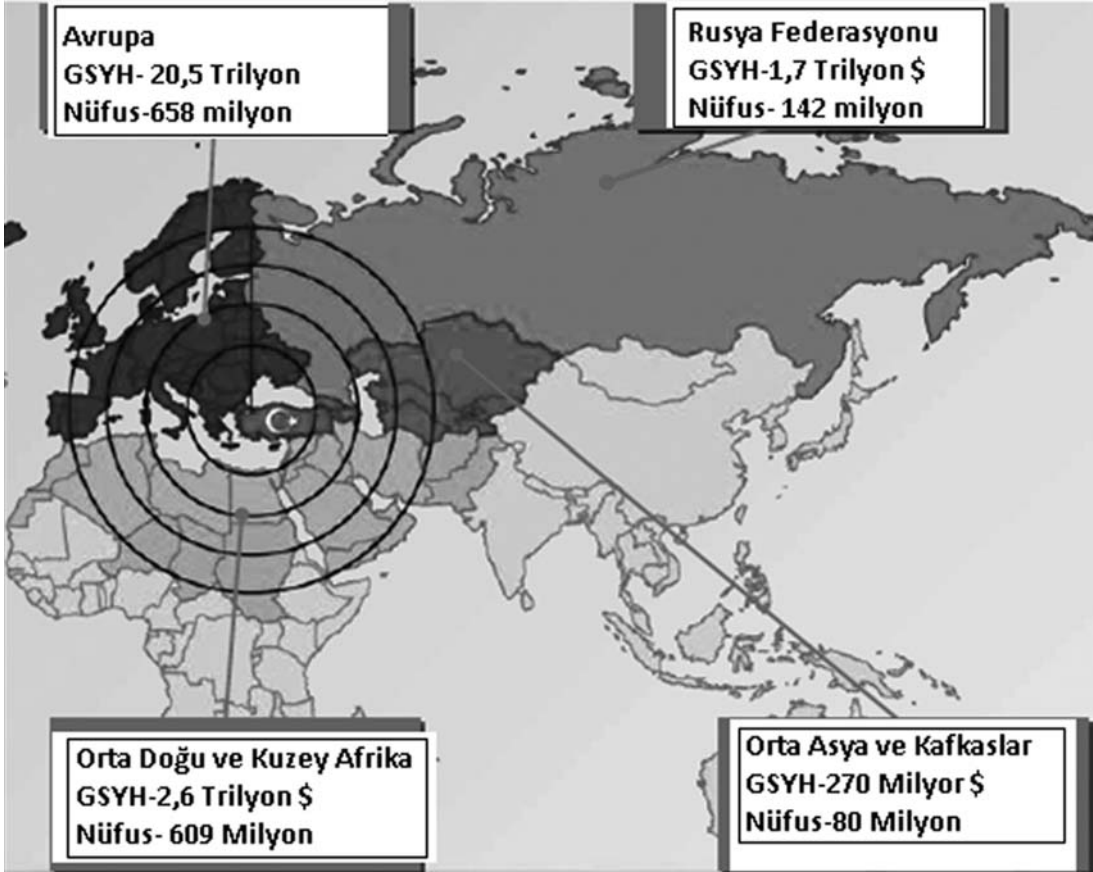 Avrupa
GSYH- 20,5 Trilyon
Nüfus-658 milyon
Rusya Federasyonu
GSYH-1,7 Trilyon $
Nüfus- 142 milyon
Orta Doğu ve Kuzey Afrika
GSYH-2,6 Trilyon $
Nüfus- 609 Milyon
Orta Asya ve Kafkaslar
GSYH-270 Milyor $
Nüfus-80 Milyon